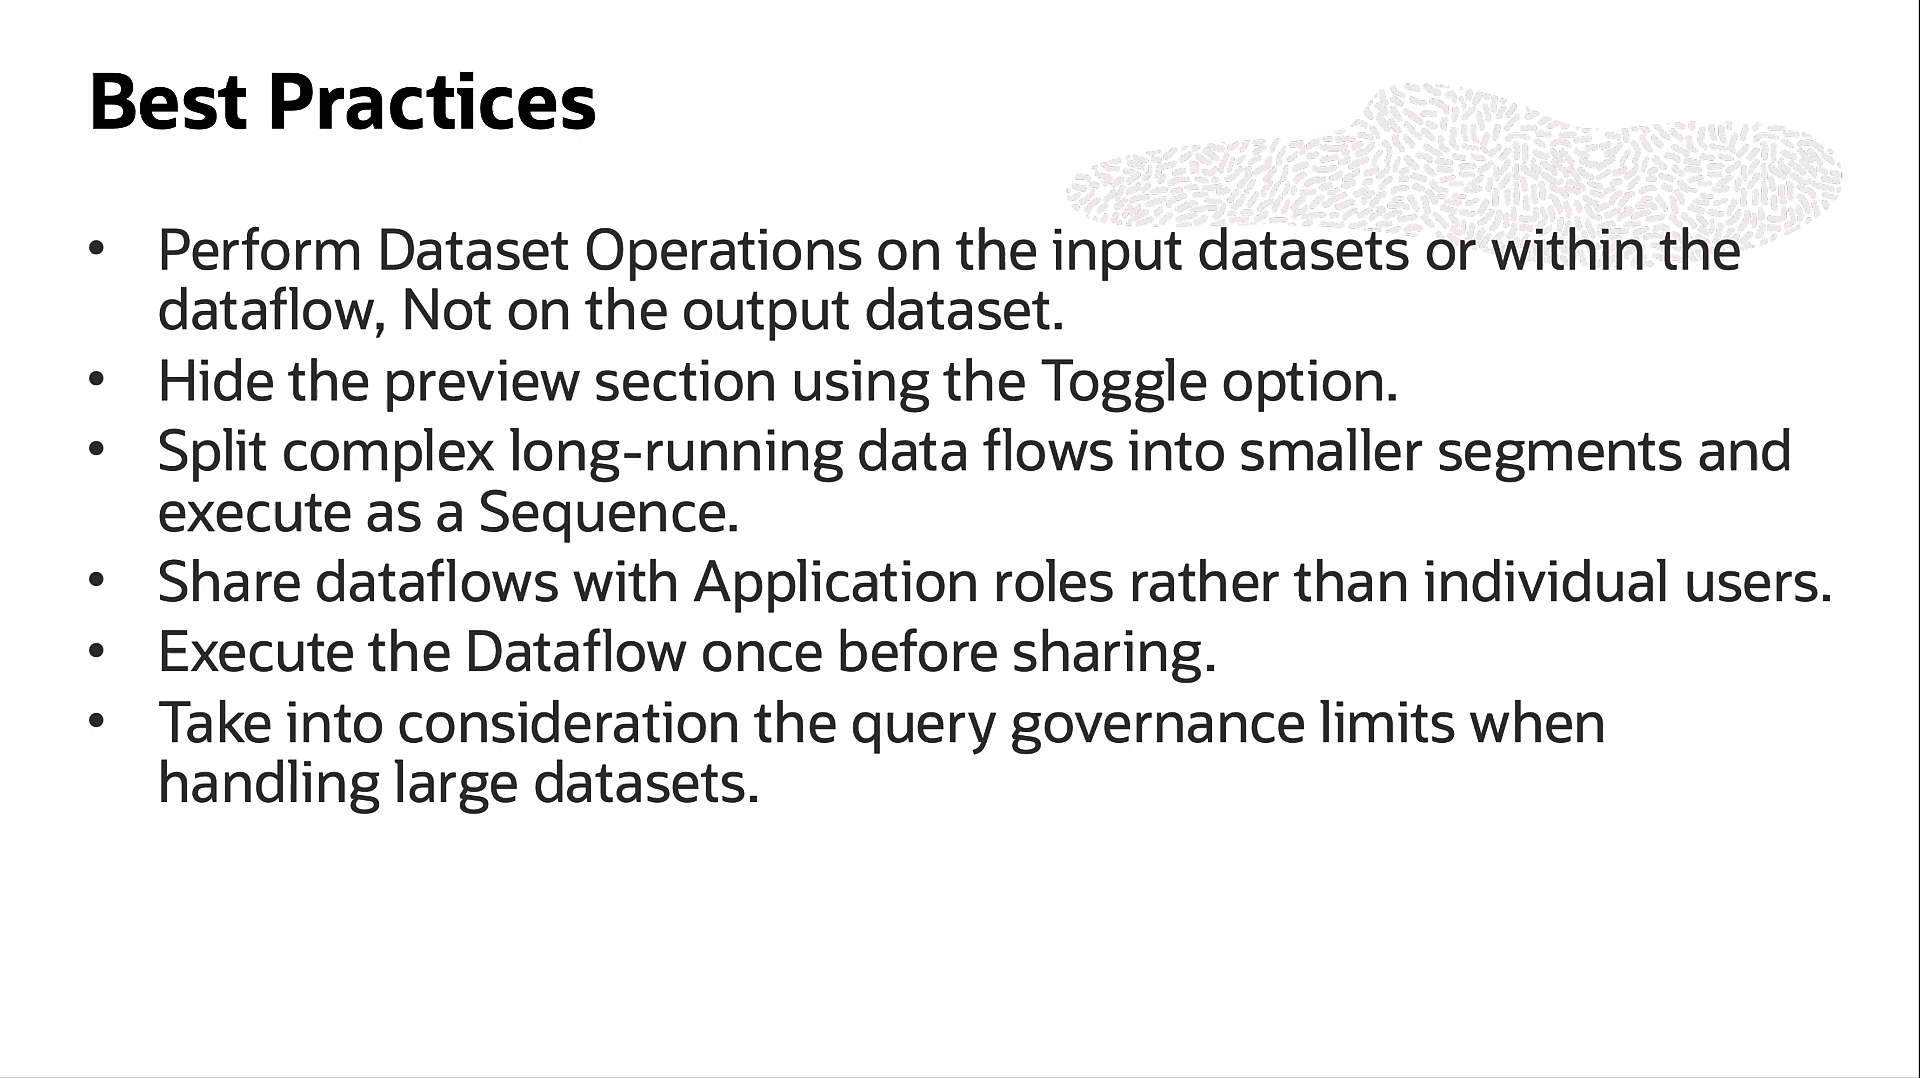 Best Practices
• Perform Dataset Operations on the input datasets or within the
dataflow, Not on the output dataset.
• Hide the preview section using the Toggle option.
• Split complex long-running data flows into smaller segments and
execute as a Sequence.
• Share dataflows with Application roles rather than individual users.
• Execute the Dataflow once before sharing.
• Take into consideration the query governance limits when
handling large datasets.